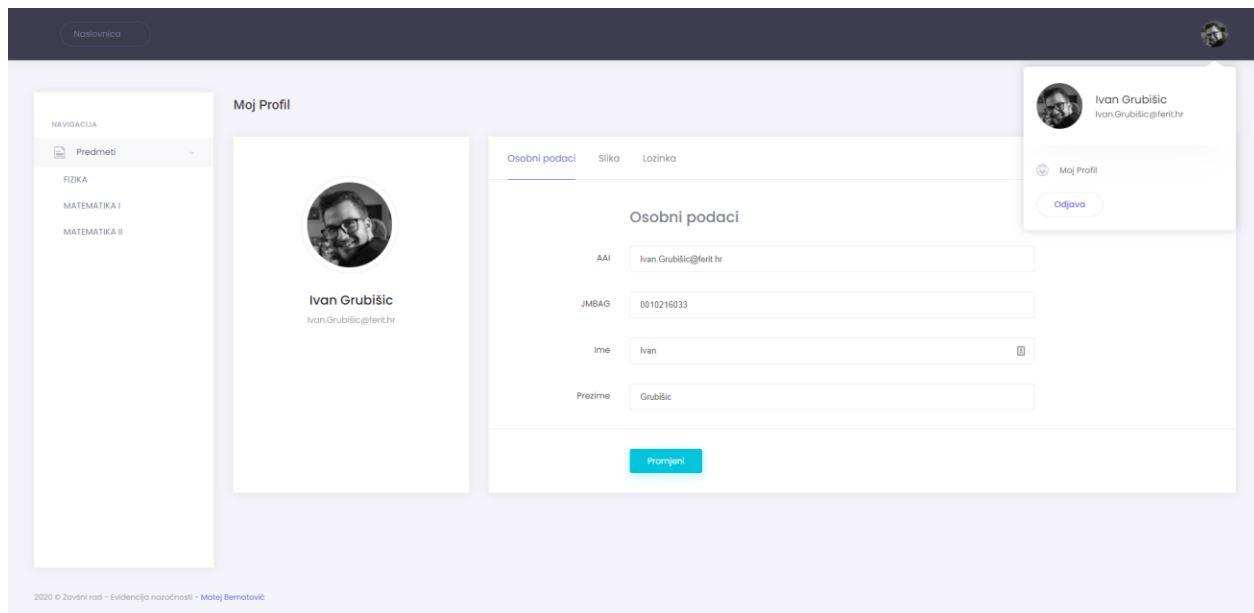 Naslovnica
Ivan Grubišic
Ivan.Grubišic@ferit.hr
Moj Profil
Odjava
NAVIGACIJA
Predmeti
FIZIKA
MATEMATIKA I
MATEMATIKA II
Moj Profil
Ivan Grubišic
Ivan.Grubišic@ferit.hr
Osobni podaci Slika Lozinka
Osobni podaci
AAI Ivan.Grubišic@ferit.hr
JMBAG 0010216033
Ime Ivan
Prezime Grubišic
Promjeni
2020 © Završni rad - Evidencija nazočnosti - Matej Bernatović